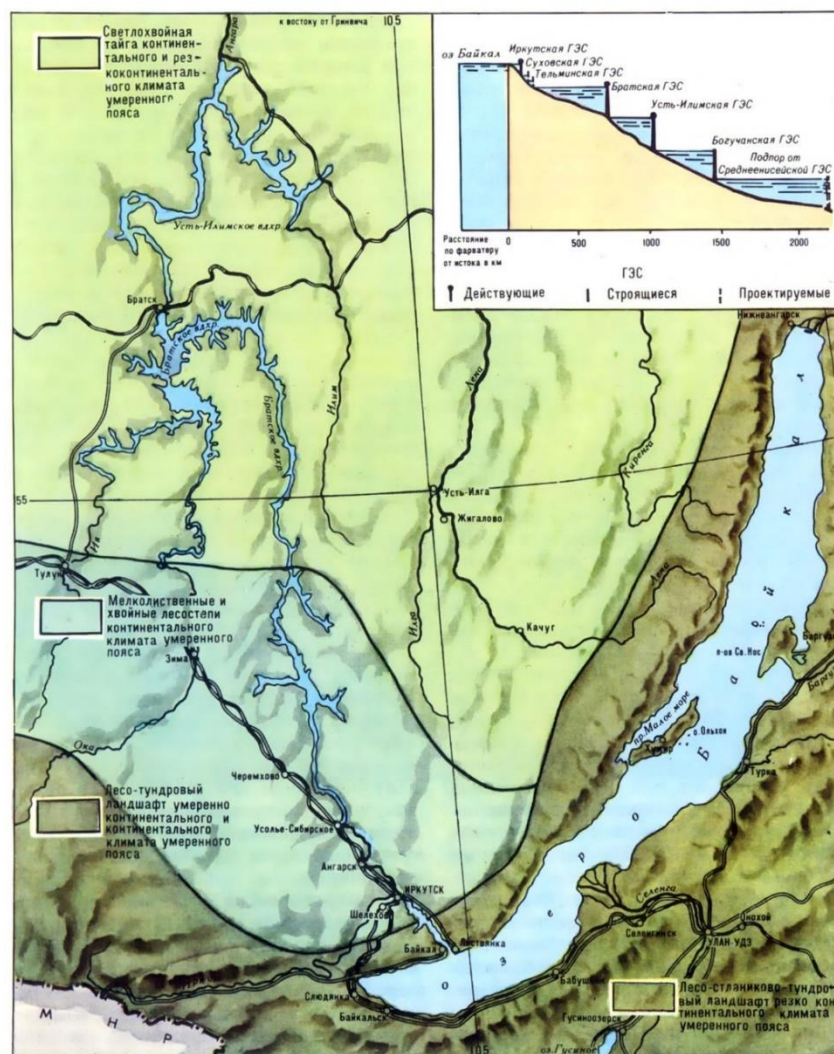 к востоку от Гринвича
105
Светлохвойная
тайга континен-
тального и рез-
коконтиненталь-
ного климата
умеренного
пояса
Ангара
оз Байкал
Иркутская ГЭС
Суховская ГЭС
Тельминская ГЭС
Братская ГЭС
Усть-Илимская ГЭС
Богучанская ГЭС
Подпор от
Среднеенисейской ГЭС
Расстояние
по фарватеру
от истока в км
0 500 1000 1500 2000 2200
ГЭС
Действующие
Строящиеся
Проектируемые
Усть-Илимское вдхр.
Братск
Братское вдхр.
Братское вдхр.
Илим
Лена
Киренга
Нижнеангарск
55
Усть-Илга
Жигалово
Ия
Тулун
Мелколиственные и
хвойные лесостепи
континентального
климата умеренного
пояса
Зима
Илга
Качуг
Лена
п-ов Св. Нос
Ока
пр. Малое море
о. Ольхон
Хужир
Турка
озеро Байкал
Лесо-тундровый
ландшафт умеренно
континентального и
континентального
климата умеренного
пояса
Черемхово
Усолье-Сибирское
Ангарск
ИРКУТСК
Шелехов
Байкал
Листвянка
Селенга
Селенгинск
Онохой
УЛАН-УДЭ
Слюдянка
Байкальск
Бабушкин
МНР
Лесо-стланиково-тундро-
вый ландшафт резко кон-
тинентального климата
умеренного пояса
Гусиноозерск
оз. Гусиное
105